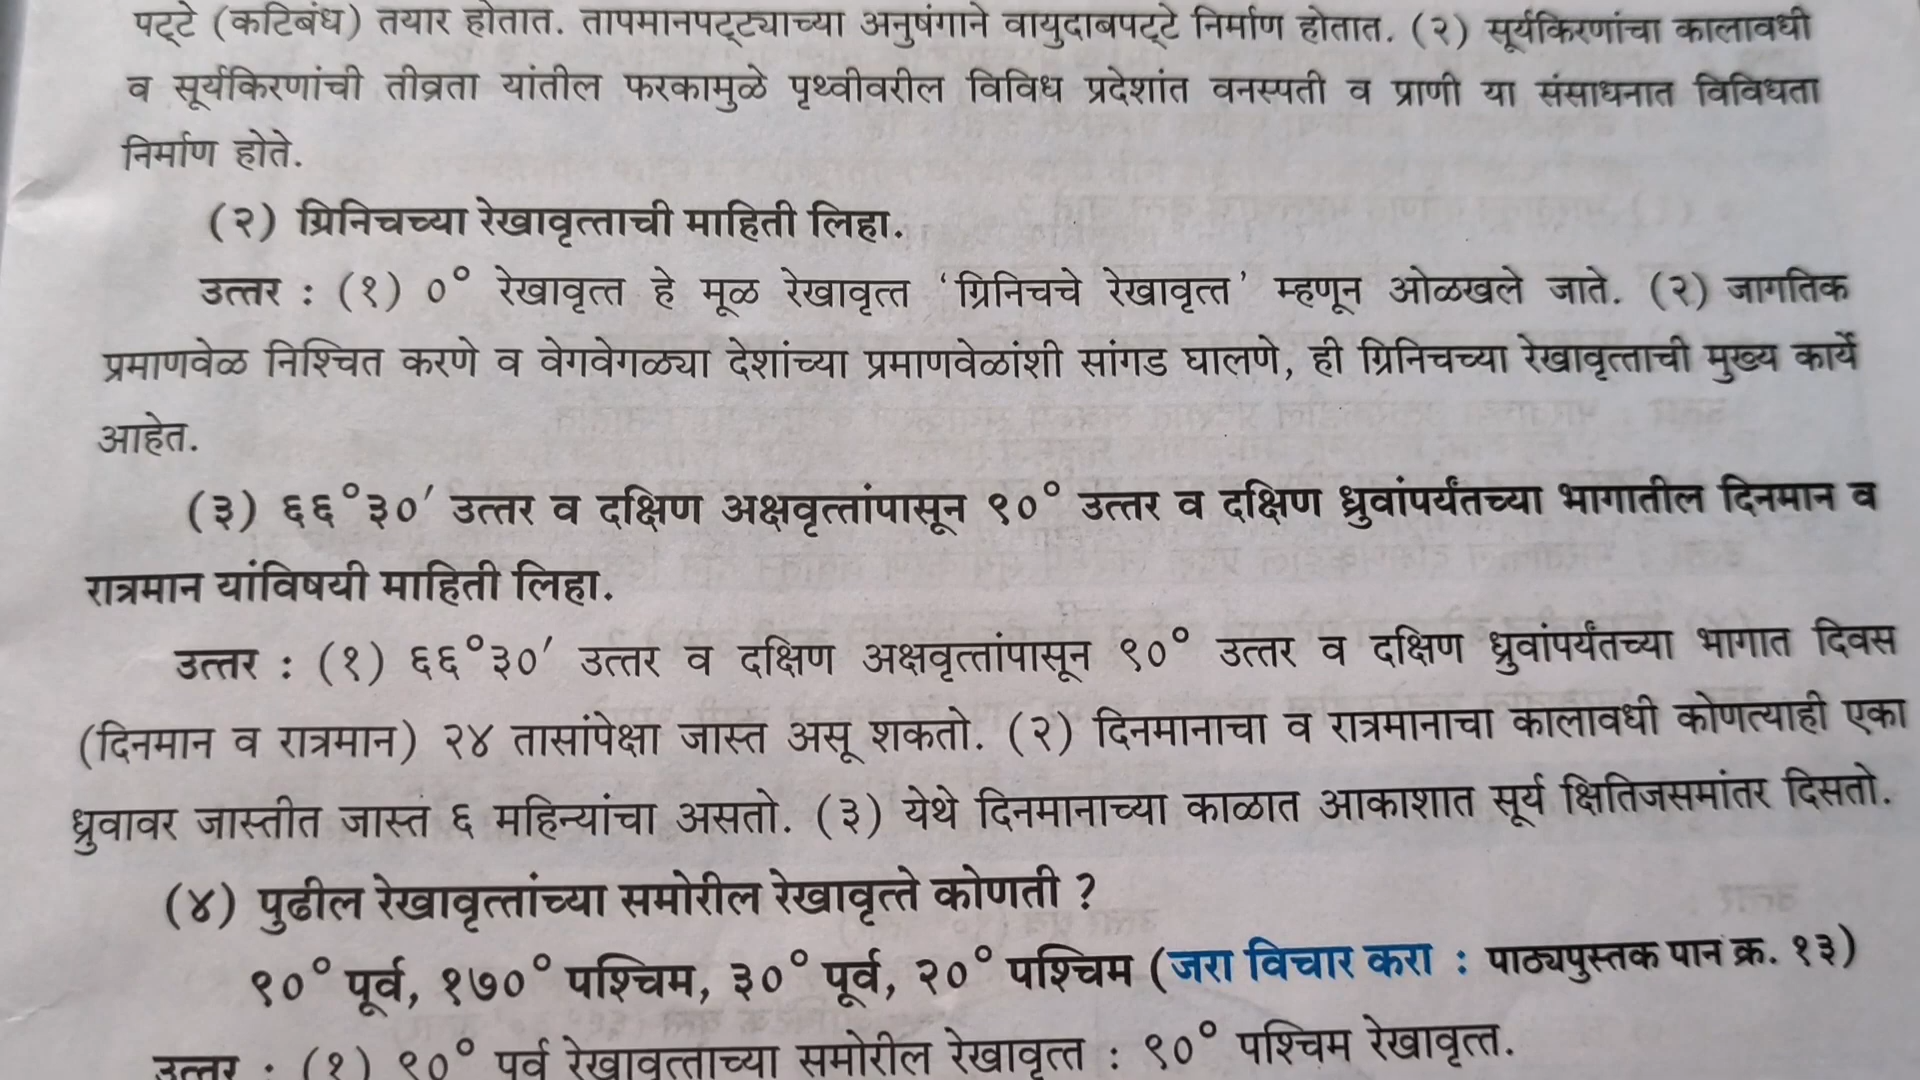 पट्टे (कटिबंध) तयार होतात. तापमानपट्ट्याच्या अनुषंगाने वायुदाबपट्टे निर्माण होतात. (२) सूर्यकिरणांचा कालावधी
व सूर्यकिरणांची तीव्रता यांतील फरकामुळे पृथ्वीवरील विविध प्रदेशांत वनस्पती व प्राणी या संसाधनात विविधता
निर्माण होते.
(२) ग्रिनिचच्या रेखावृत्ताची माहिती लिहा.
उत्तर : (१) ०° रेखावृत्त हे मूळ रेखावृत्त ‘ग्रिनिचचे रेखावृत्त’ म्हणून ओळखले जाते. (२) जागतिक
प्रमाणवेळ निश्चित करणे व वेगवेगळ्या देशांच्या प्रमाणवेळांशी सांगड घालणे, ही ग्रिनिचच्या रेखावृत्ताची मुख्य कार्ये
आहेत.
(३) ६६°३०′ उत्तर व दक्षिण अक्षवृत्तांपासून ९०° उत्तर व दक्षिण ध्रुवांपर्यंतच्या भागातील दिनमान व
रात्रमान यांविषयी माहिती लिहा.
उत्तर : (१) ६६°३०′ उत्तर व दक्षिण अक्षवृत्तांपासून ९०° उत्तर व दक्षिण ध्रुवांपर्यंतच्या भागात दिवस
(दिनमान व रात्रमान) २४ तासांपेक्षा जास्त असू शकतो. (२) दिनमानाचा व रात्रमानाचा कालावधी कोणत्याही एका
ध्रुवावर जास्तीत जास्त ६ महिन्यांचा असतो. (३) येथे दिनमानाच्या काळात आकाशात सूर्य क्षितिजसमांतर दिसतो.
(४) पुढील रेखावृत्तांच्या समोरील रेखावृत्ते कोणती ?
९०° पूर्व, १७०° पश्चिम, ३०° पूर्व, २०° पश्चिम (जरा विचार करा : पाठ्यपुस्तक पान क्र. १३)
उत्तर : (१) ९०° पूर्व रेखावृत्ताच्या समोरील रेखावृत्त : ९०° पश्चिम रेखावृत्त.